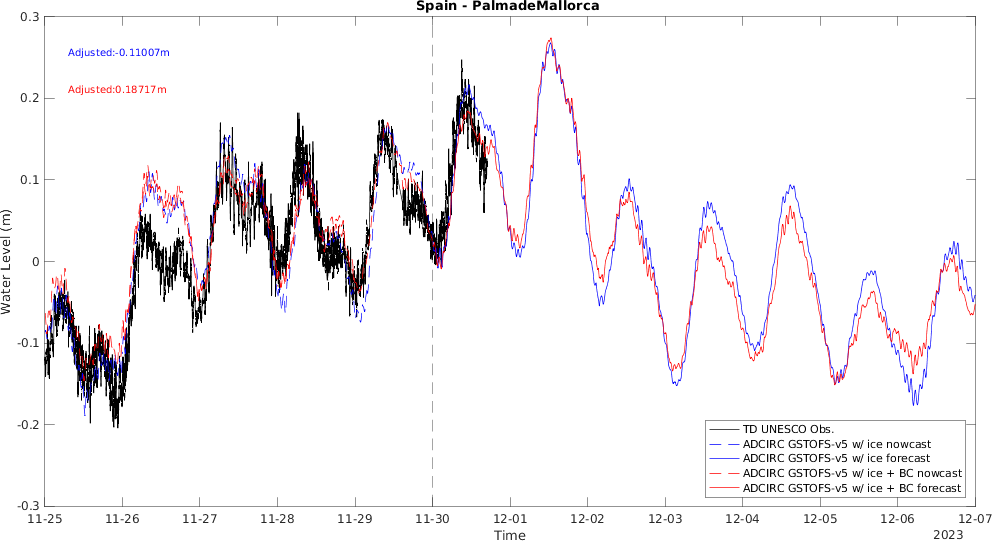 Spain - PalmadeMallorca
Adjusted:-0.11007m
Adjusted:0.18717m
Water Level (m)
0.3
0.2
0.1
0
-0.1
-0.2
-0.3
TD UNESCO Obs.
ADCIRC GSTOFS-v5 w/ ice nowcast
ADCIRC GSTOFS-v5 w/ ice forecast
ADCIRC GSTOFS-v5 w/ ice + BC nowcast
ADCIRC GSTOFS-v5 w/ ice + BC forecast
11-25 11-26 11-27 11-28 11-29 11-30 12-01 12-02 12-03 12-04 12-05 12-06 12-07
Time
2023